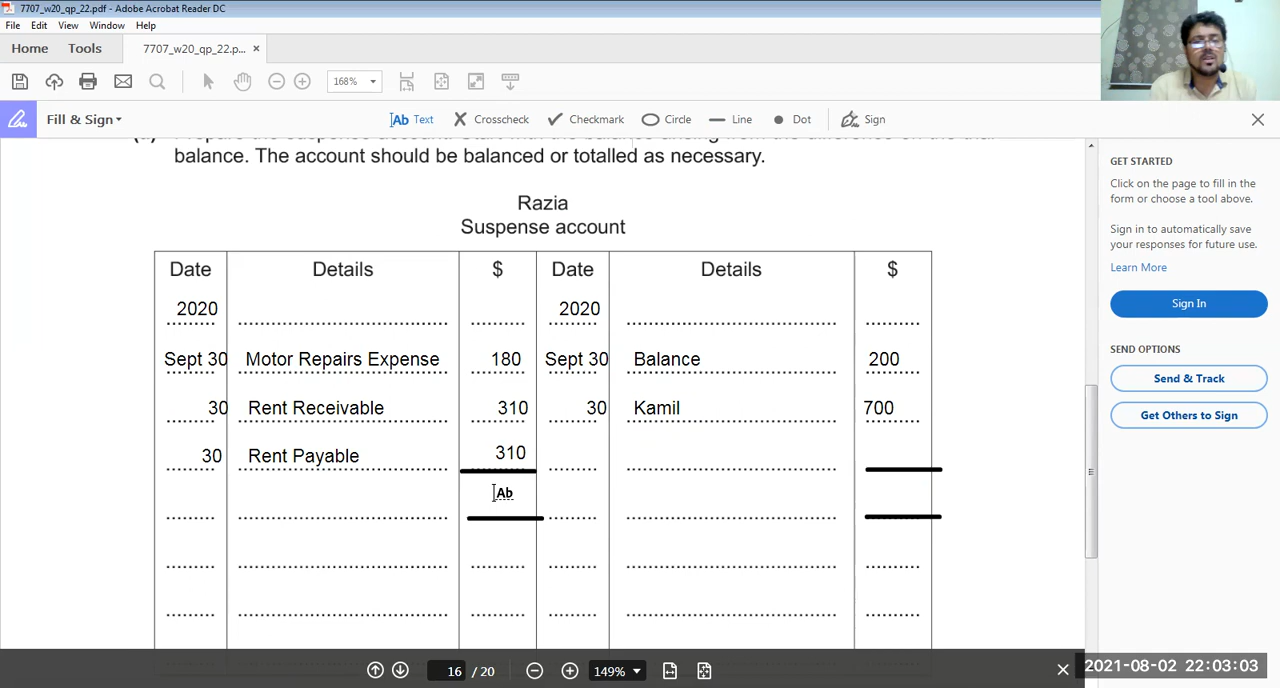 7707_w20_qp_22.pdf - Adobe Acrobat Reader DC
File Edit View Window Help
Home Tools 7707_w20_qp_22.p... ×
168%
Fill & Sign
Ab Text Crosscheck Checkmark Circle Line Dot Sign
balance. The account should be balanced or totalled as necessary.
Razia
Suspense account
Date Details $ Date Details $
2020 2020
Sept 30 Motor Repairs Expense 180 Sept 30 Balance 200
30 Rent Receivable 310 30 Kamil 700
30 Rent Payable 310
Ab
GET STARTED
Click on the page to fill in the
form or choose a tool above.
Sign in to automatically save
your responses for future use.
Learn More
Sign In
SEND OPTIONS
Send & Track
Get Others to Sign
16 / 20 149%
2021-08-02 22:03:03